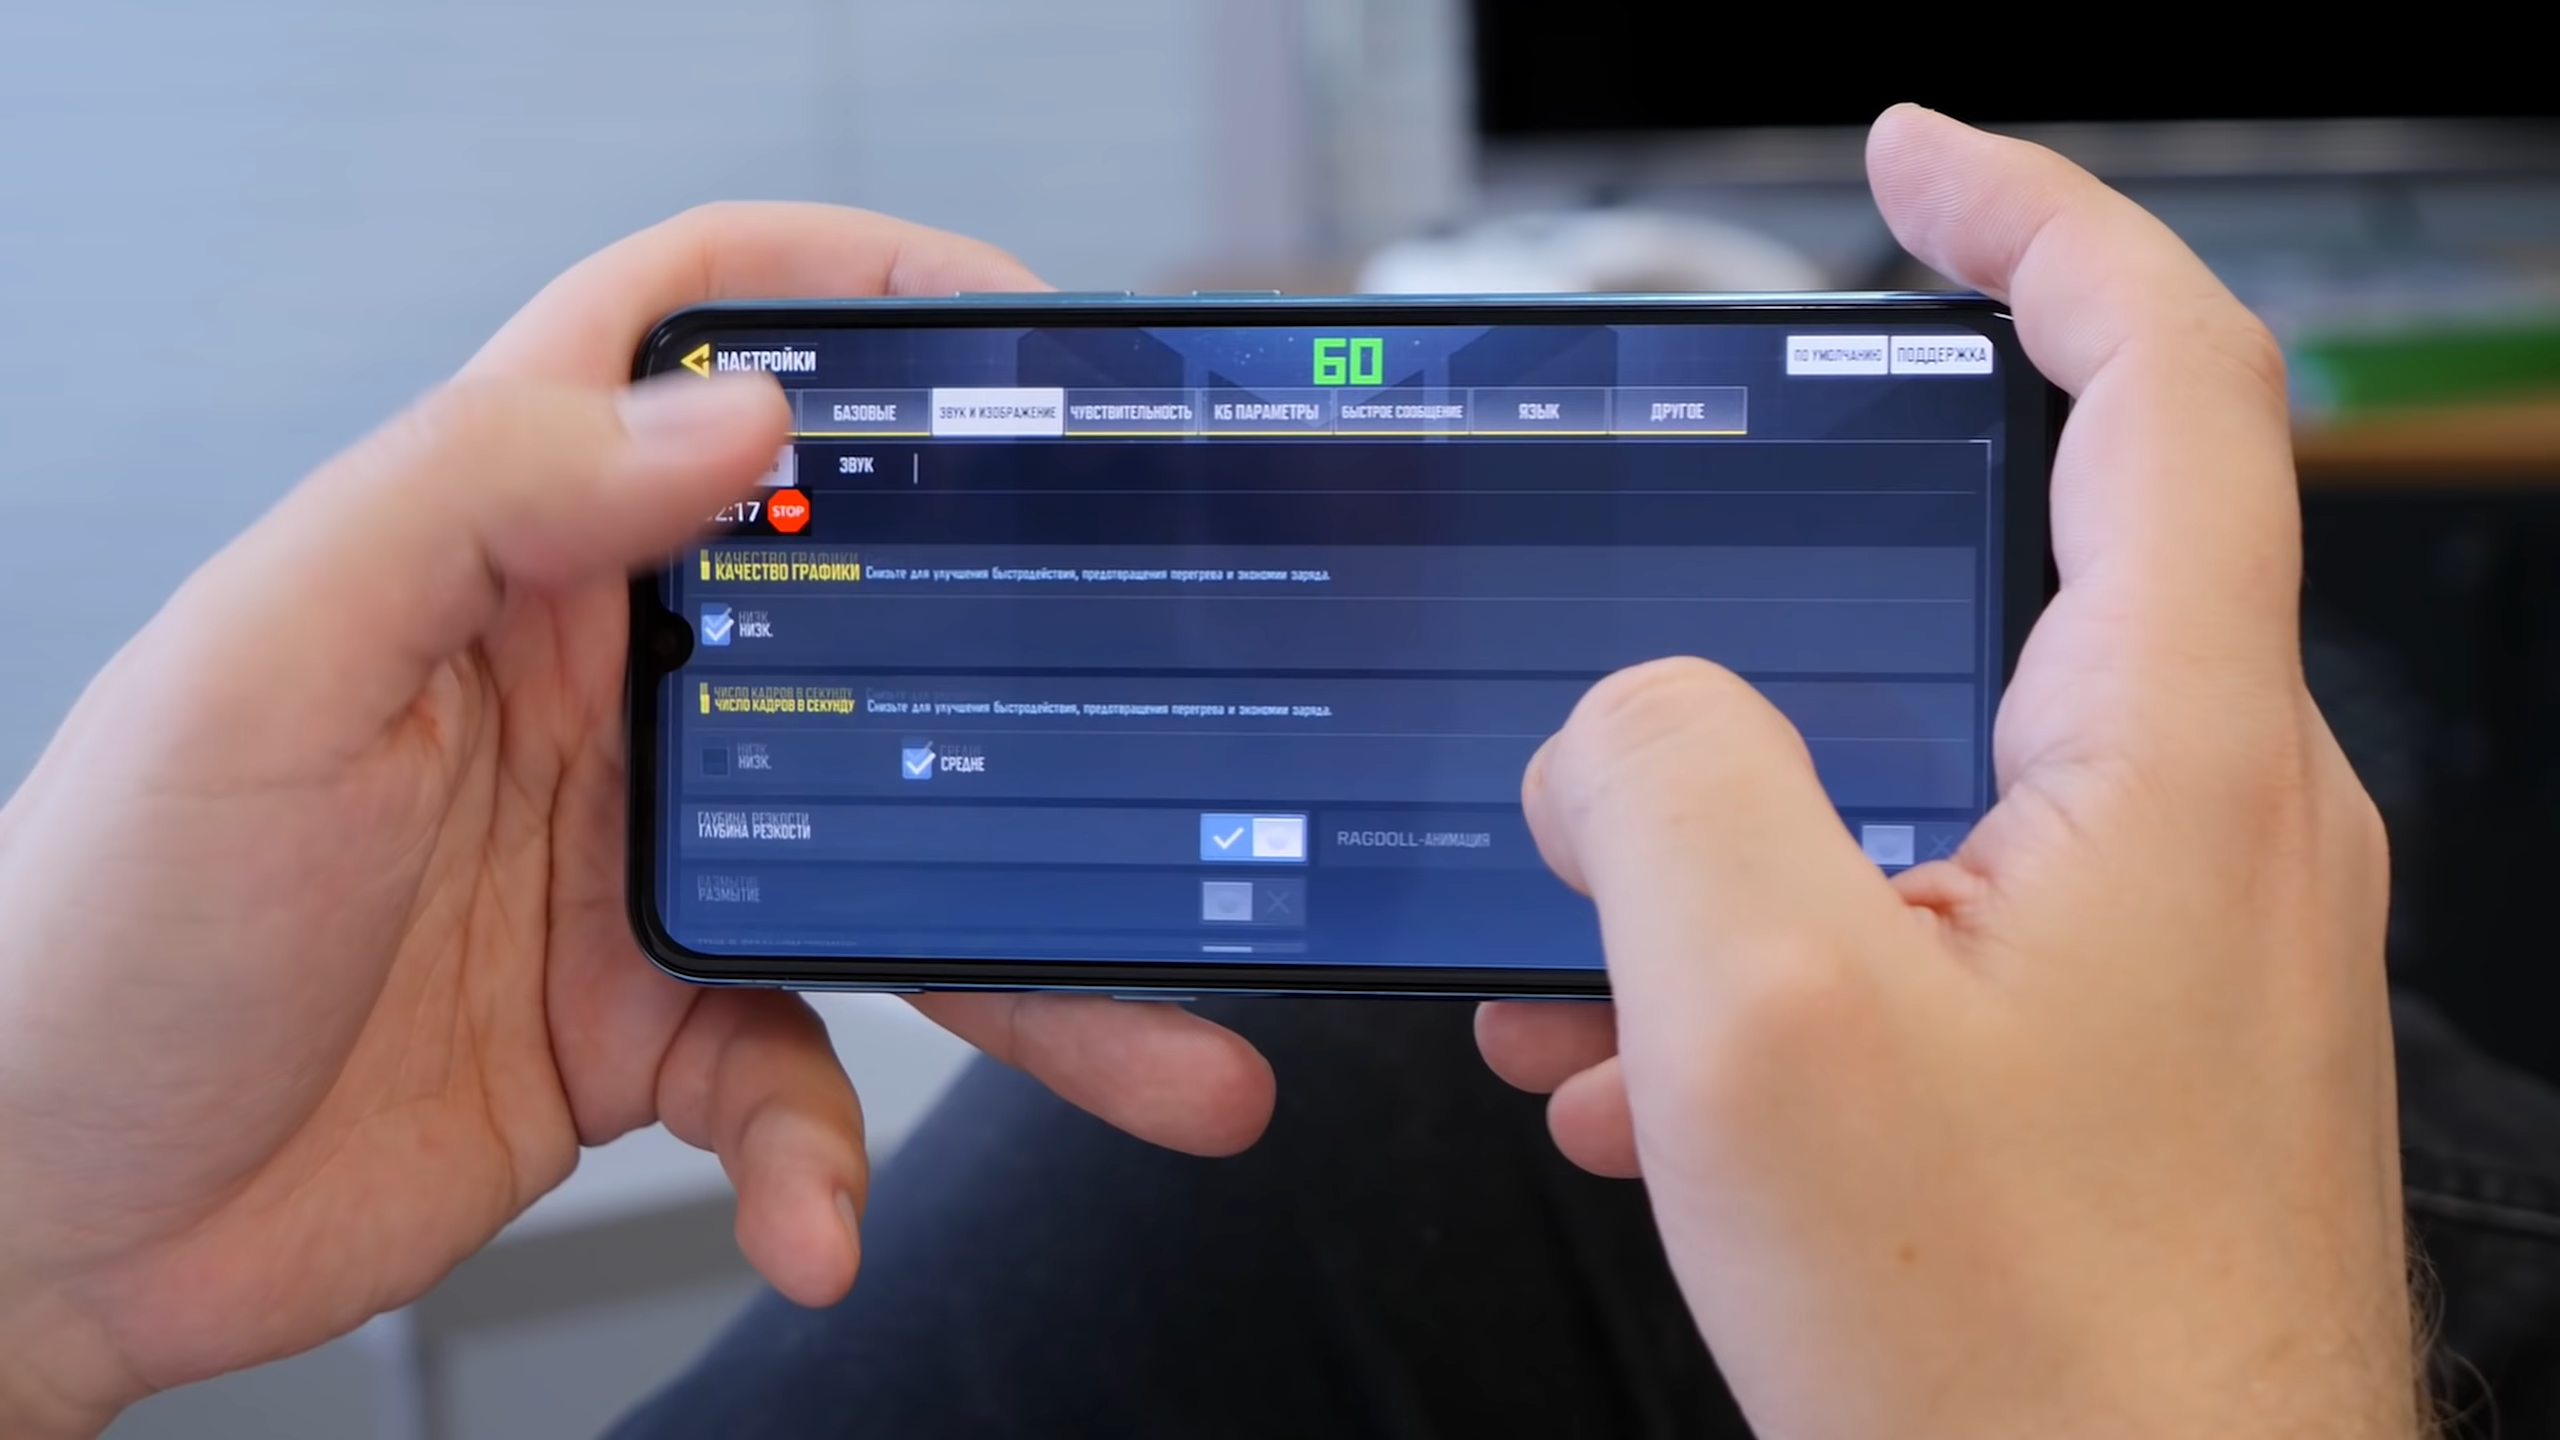 НАСТРОЙКИ
60
ПО УМОЛЧАНИЮ
ПОДДЕРЖКА
БАЗОВЫЕ
ЗВУК И ИЗОБРАЖЕНИЕ
ЧУВСТВИТЕЛЬНОСТЬ
КБ ПАРАМЕТРЫ
БЫСТРОЕ СООБЩЕНИЕ
ЯЗЫК
ДРУГОЕ
ЗВУК
2:17
STOP
КАЧЕСТВО ГРАФИКИ Снизьте для улучшения быстродействия, предотвращения перегрева и экономии заряда.
НИЗК.
ЧИСЛО КАДРОВ В СЕКУНДУ Снизьте для улучшения быстродействия, предотвращения перегрева и экономии заряда.
НИЗК.
СРЕДНЕ
ГЛУБИНА РЕЗКОСТИ
RAGDOLL-АНИМАЦИЯ
РАЗМЫТИЕ